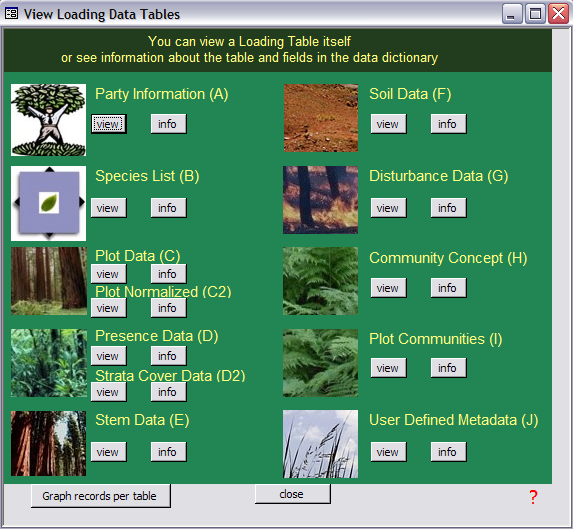 View Loading Data Tables
You can view a Loading Table itself
or see information about the table and fields in the data dictionary
Party Information (A)
view info
Species List (B)
view info
Plot Data (C)
view info
Plot Normalized (C2)
view info
Presence Data (D)
view info
Strata Cover Data (D2)
view info
Stem Data (E)
view info
Soil Data (F)
view info
Disturbance Data (G)
view info
Community Concept (H)
view info
Plot Communities (I)
view info
User Defined Metadata (J)
view info
Graph records per table
close
?